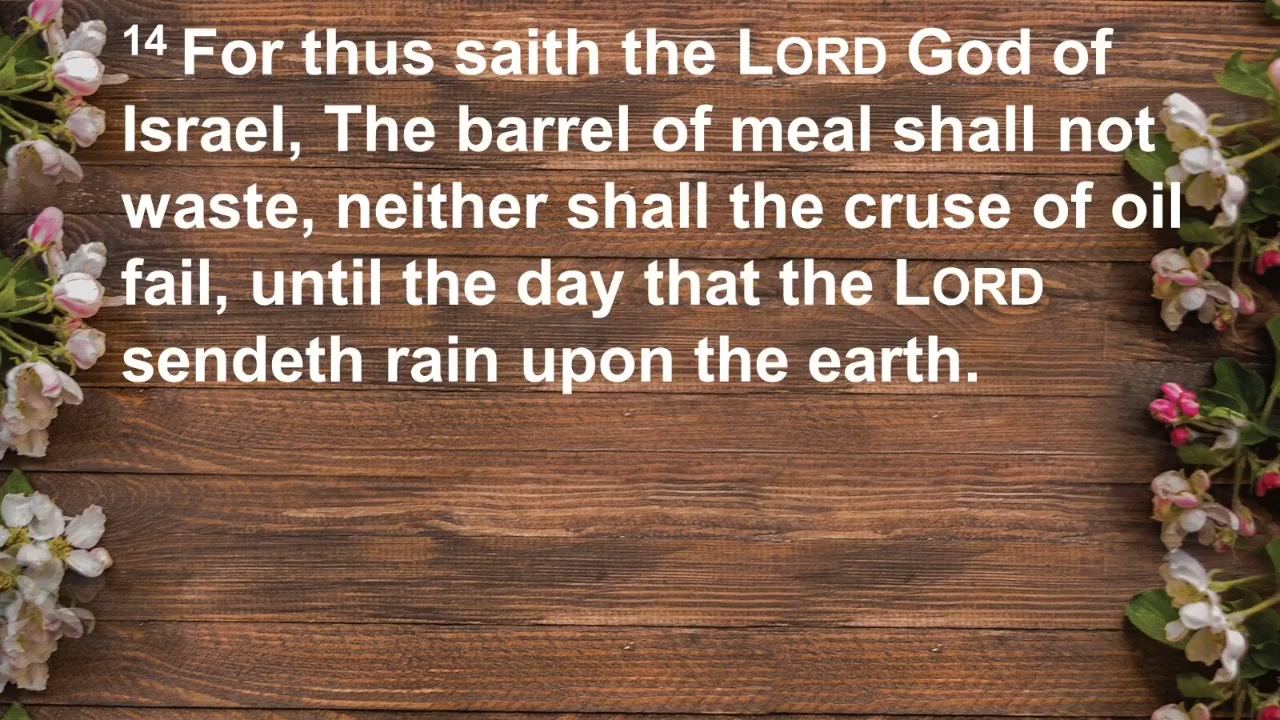 14 For thus saith the LORD God of
Israel, The barrel of meal shall not
waste, neither shall the cruse of oil
fail, until the day that the LORD
sendeth rain upon the earth.